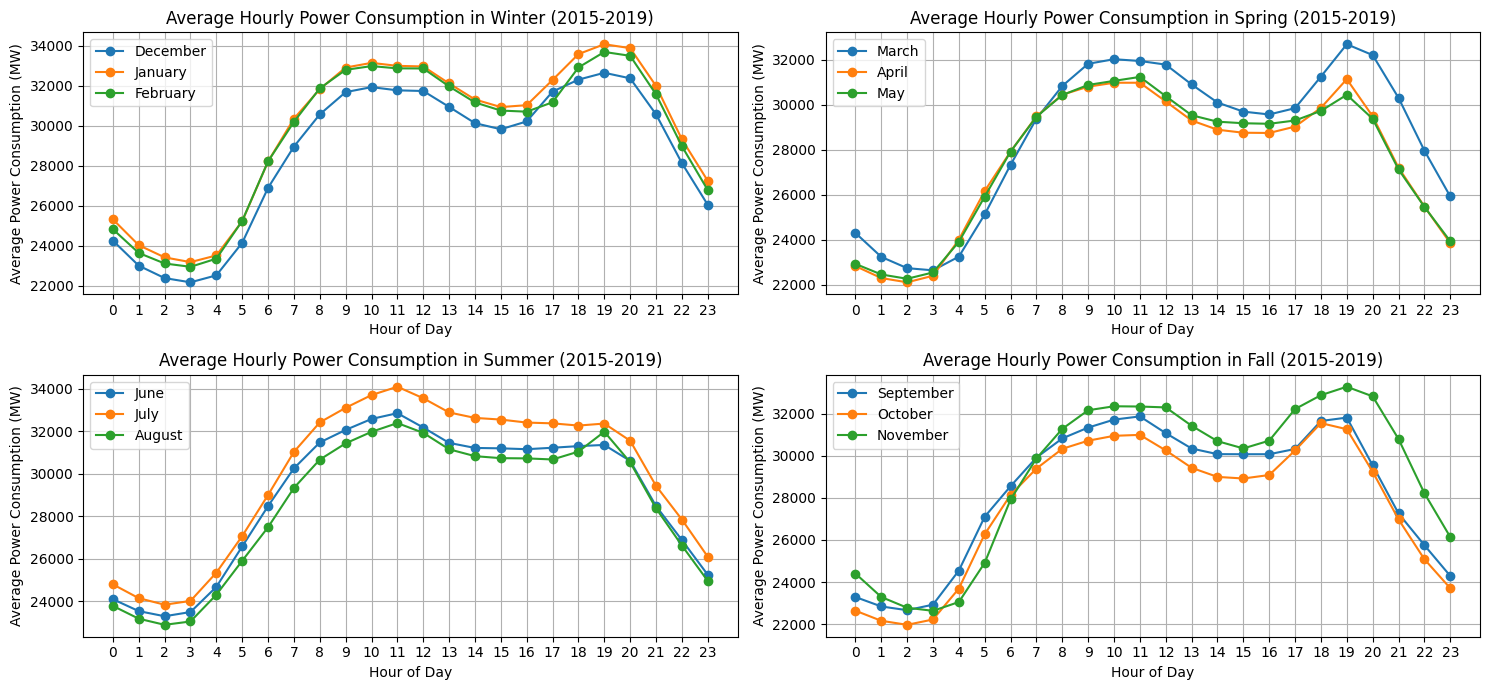 Average Hourly Power Consumption in Winter (2015-2019)
Average Power Consumption (MW)
34000
32000
30000
28000
26000
24000
22000
December
January
February
0 1 2 3 4 5 6 7 8 9 10 11 12 13 14 15 16 17 18 19 20 21 22 23
Hour of Day
Average Hourly Power Consumption in Spring (2015-2019)
Average Power Consumption (MW)
32000
30000
28000
26000
24000
22000
March
April
May
0 1 2 3 4 5 6 7 8 9 10 11 12 13 14 15 16 17 18 19 20 21 22 23
Hour of Day
Average Hourly Power Consumption in Summer (2015-2019)
Average Power Consumption (MW)
34000
32000
30000
28000
26000
24000
June
July
August
0 1 2 3 4 5 6 7 8 9 10 11 12 13 14 15 16 17 18 19 20 21 22 23
Hour of Day
Average Hourly Power Consumption in Fall (2015-2019)
Average Power Consumption (MW)
32000
30000
28000
26000
24000
22000
September
October
November
0 1 2 3 4 5 6 7 8 9 10 11 12 13 14 15 16 17 18 19 20 21 22 23
Hour of Day